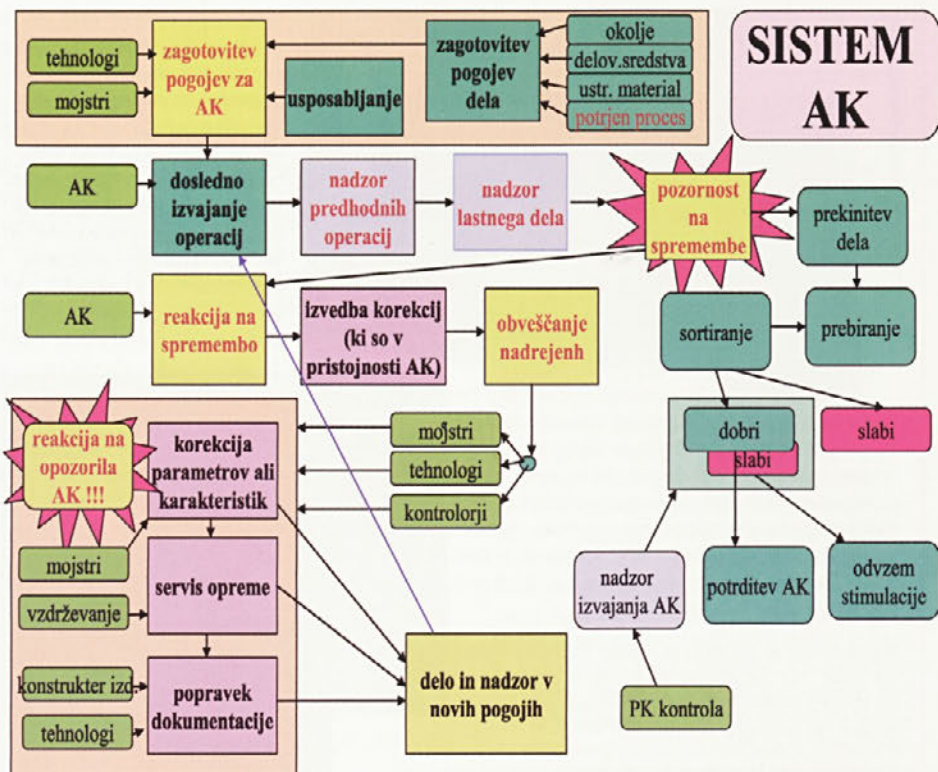 SISTEM
AK
tehnologi
mojstri
zagotovitev
pogojev za
AK
usposabljanje
zagotovitev
pogojev
dela
okolje
delov.sredstva
ustr. material
potrjen proces
AK
dosledno
izvajanje
operacij
nadzor
predhodnih
operacij
nadzor
lastnega dela
pozornost
na
spremembe
prekinitev
dela
AK
reakcija na
spremembo
izvedba korekcij
(ki so v
pristojnosti AK)
obveščanje
nadrejenh
sortiranje
prebiranje
dobri
slabi
slabi
mojstri
tehnologi
kontrolorji
reakcija na
opozorila
AK !!!
korekcija
parametrov ali
karakteristik
mojstri
vzdrževanje
servis opreme
konstrukter izd.
tehnologi
popravek
dokumentacije
delo in nadzor v
novih pogojih
nadzor
izvajanja AK
potrditev AK
odvzem
stimulacije
PK kontrola